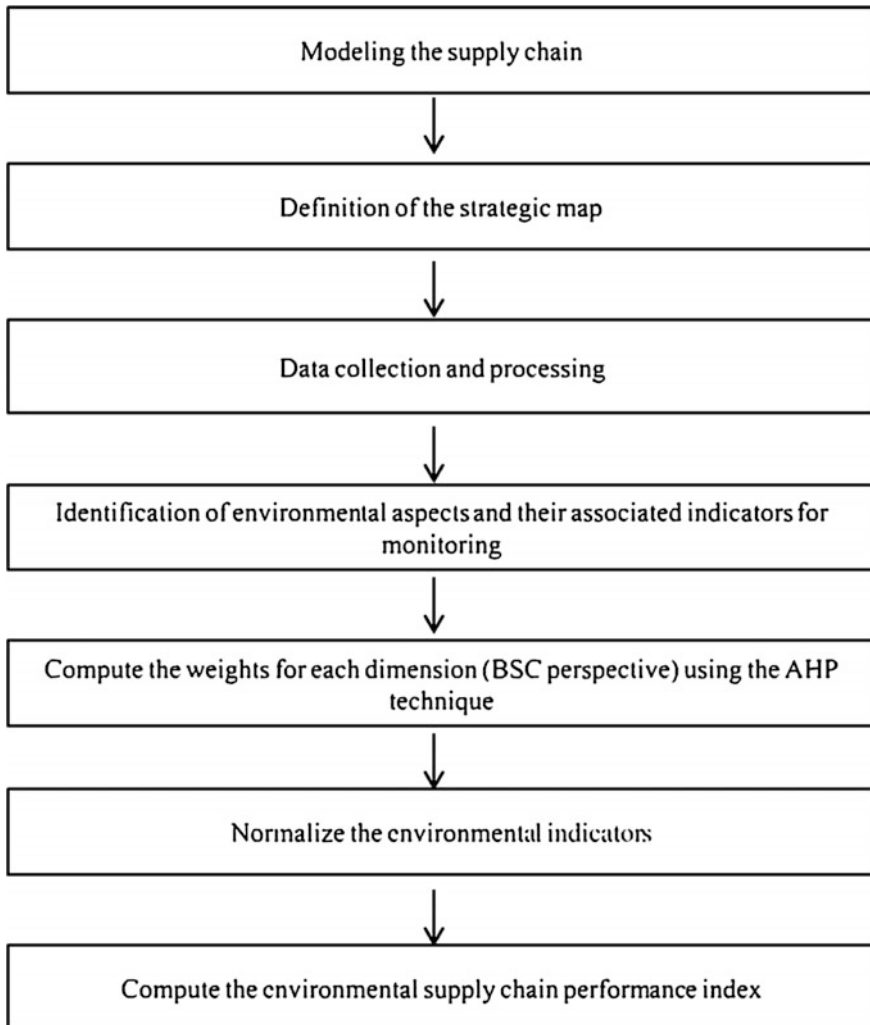 Modeling the supply chain
Definition of the strategic map
Data collection and processing
Identification of environmental aspects and their associated indicators for
monitoring
Compute the weights for each dimension (BSC perspective) using the AHP
technique
Normalize the environmental indicators
Compute the environmental supply chain performance index